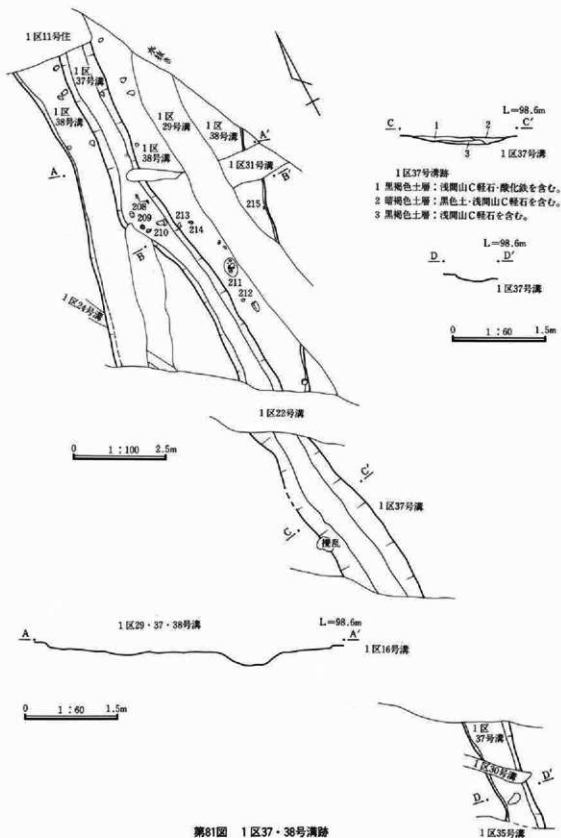 1区11号住
水抜き
1区
37号溝
1区
38号溝
1区
29号溝
1区
38号溝
A'
1区
38号溝
1区31号溝
B'
A
208
209
210
213
214
215
B
211
212
1区24号溝
1区22号溝
C'
1区37号溝
C
攪乱
C 1 2 L=98.6m C'
3 1区37号溝
1区37号溝跡
1 黒褐色土層：浅間山C軽石・酸化鉄を含む。
2 暗褐色土層：黒色土・浅間山C軽石を含む。
3 黒褐色土層：浅間山C軽石を含む。
L=98.6m
D D'
1区37号溝
0 1:60 1.5m
0 1:100 2.5m
1区29・37・38号溝
L=98.6m
A A'
1区16号溝
0 1:60 1.5m
1区
37号溝
1区30号溝
D'
D
1区35号溝
第81図 1区37・38号溝跡